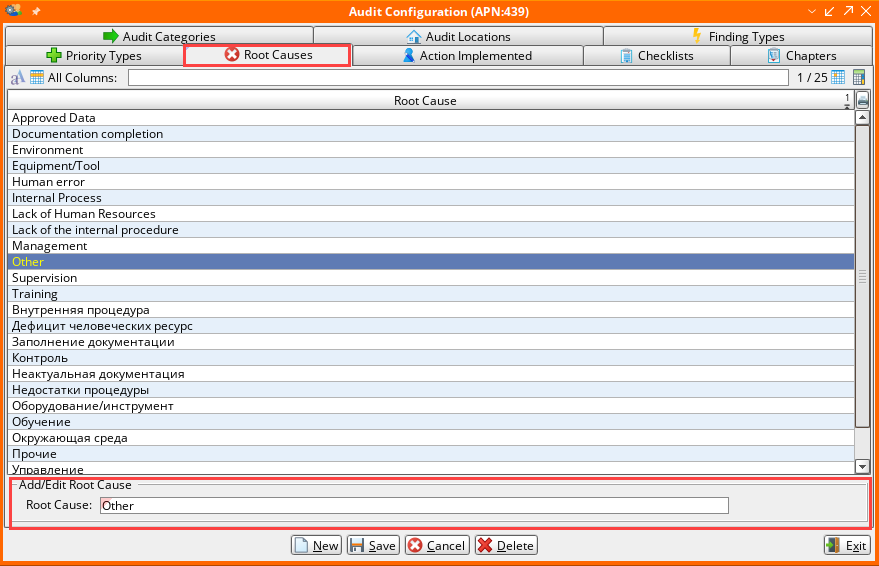 Audit Configuration (APN:439)
Audit Categories
Audit Locations
Finding Types
Priority Types
Root Causes
Action Implemented
Checklists
Chapters
All Columns:
1 / 25
Root Cause
1
Approved Data
Documentation completion
Environment
Equipment/Tool
Human error
Internal Process
Lack of Human Resources
Lack of the internal procedure
Management
Other
Supervision
Training
Внутренняя процедура
Дефицит человеческих ресурс
Заполнение документации
Контроль
Неактуальная документация
Недостатки процедуры
Оборудование/инструмент
Обучение
Окружающая среда
Прочие
Управление
Add/Edit Root Cause
Root Cause: Other
New
Save
Cancel
Delete
Exit